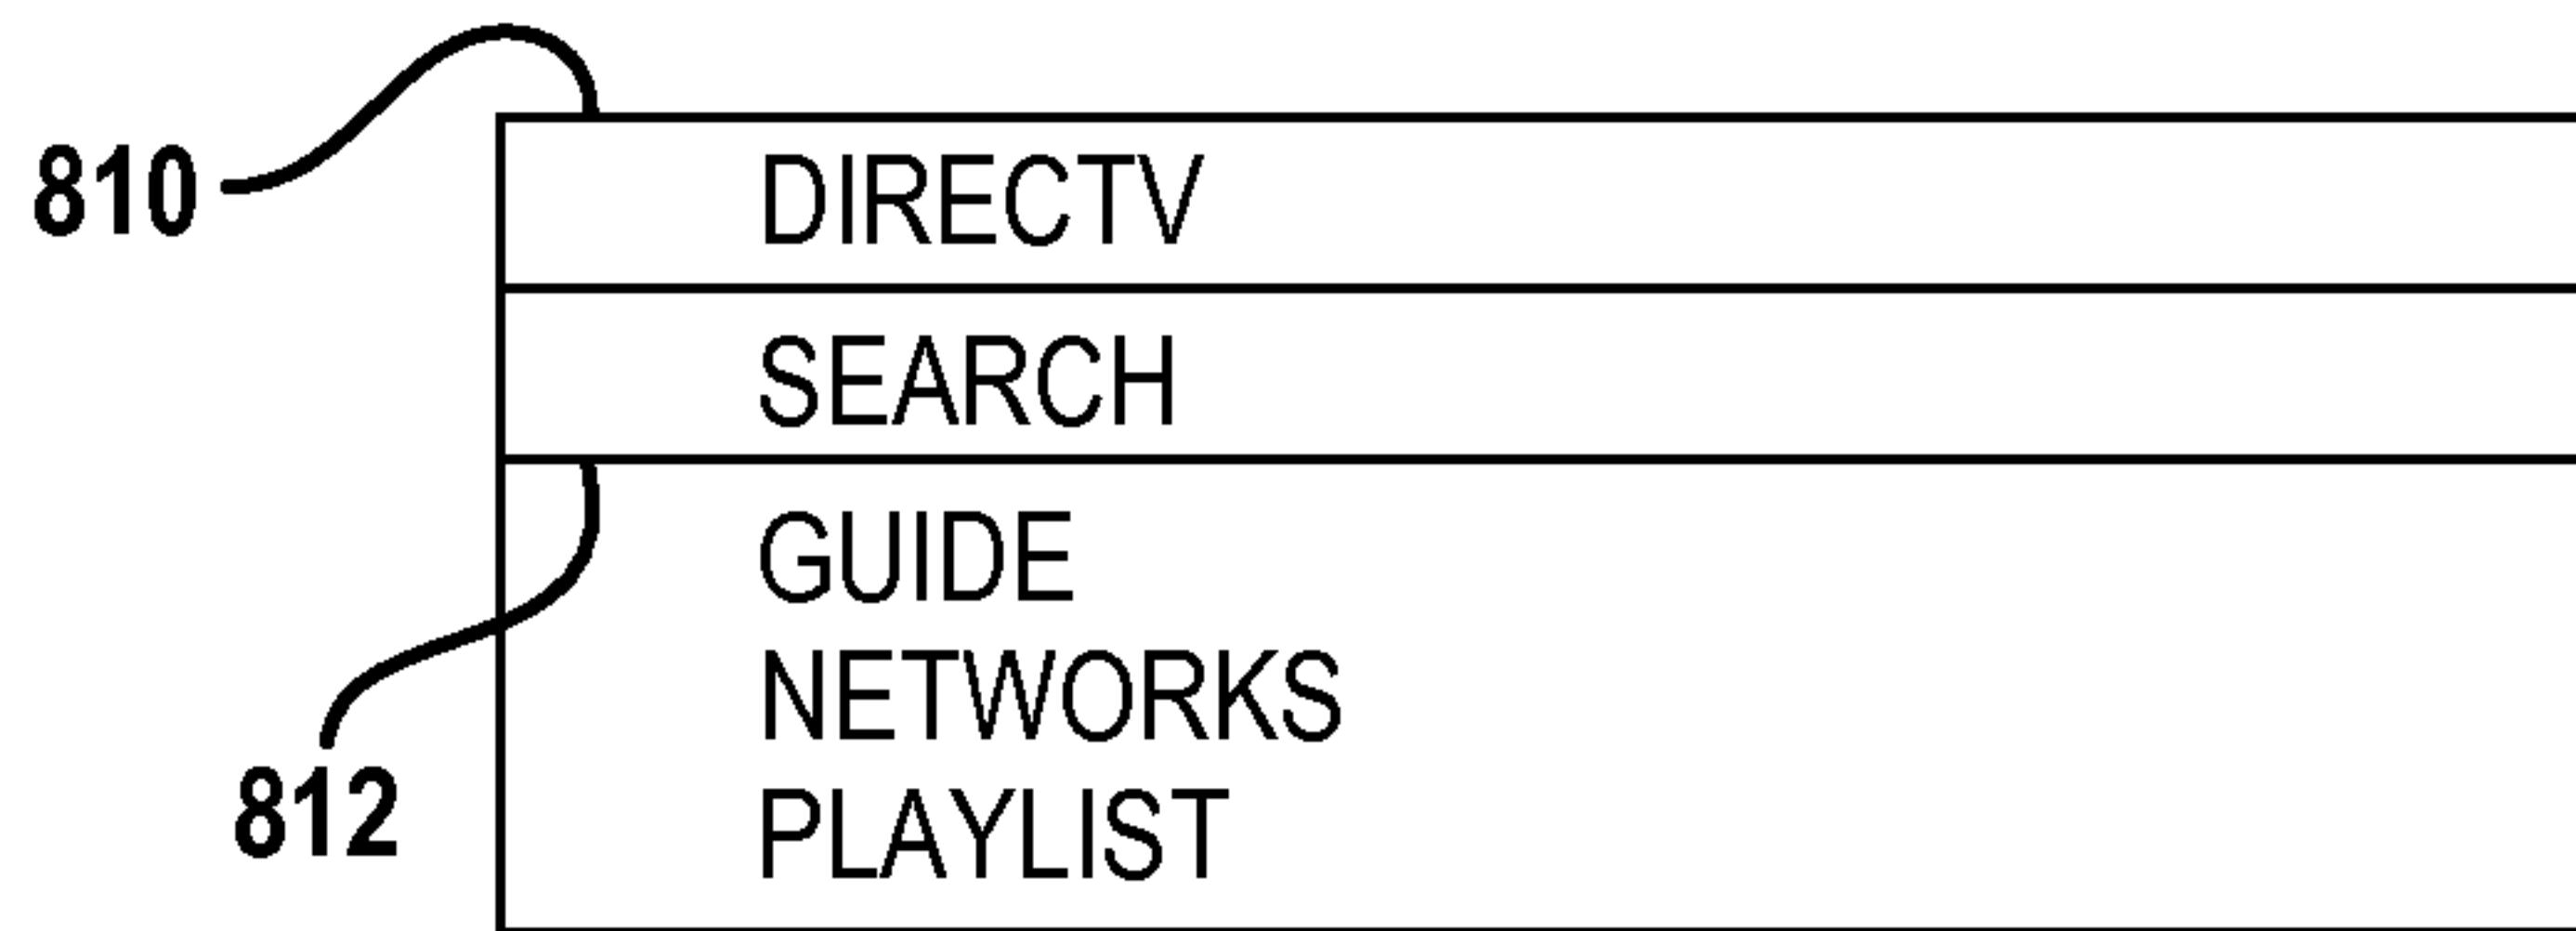 810
DIRECTV
SEARCH
GUIDE
NETWORKS
812
PLAYLIST